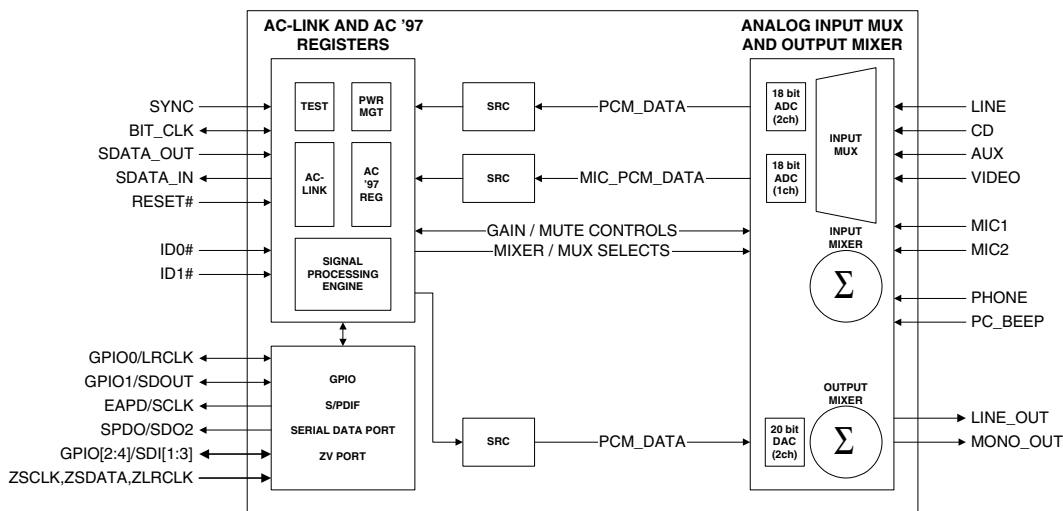 AC-LINK AND AC '97
REGISTERS
ANALOG INPUT MUX
AND OUTPUT MIXER
SYNC
BIT_CLK
SDATA_OUT
SDATA_IN
RESET#
ID0#
ID1#
TEST
PWR
MGT
AC-
LINK
AC
'97
REG
SIGNAL
PROCESSING
ENGINE
SRC
PCM_DATA
SRC
MIC_PCM_DATA
GAIN / MUTE CONTROLS
MIXER / MUX SELECTS
18 bit
ADC
(2ch)
18 bit
ADC
(1ch)
INPUT
MUX
INPUT
MIXER
Σ
LINE
CD
AUX
VIDEO
MIC1
MIC2
PHONE
PC_BEEP
GPIO0/LRCLK
GPIO1/SDOUT
EAPD/SCLK
SPDO/SDO2
GPIO[2:4]/SDI[1:3]
ZSCLK,ZSDATA,ZLRCLK
GPIO
S/PDIF
SERIAL DATA PORT
ZV PORT
SRC
PCM_DATA
20 bit
DAC
(2ch)
OUTPUT
MIXER
Σ
LINE_OUT
MONO_OUT